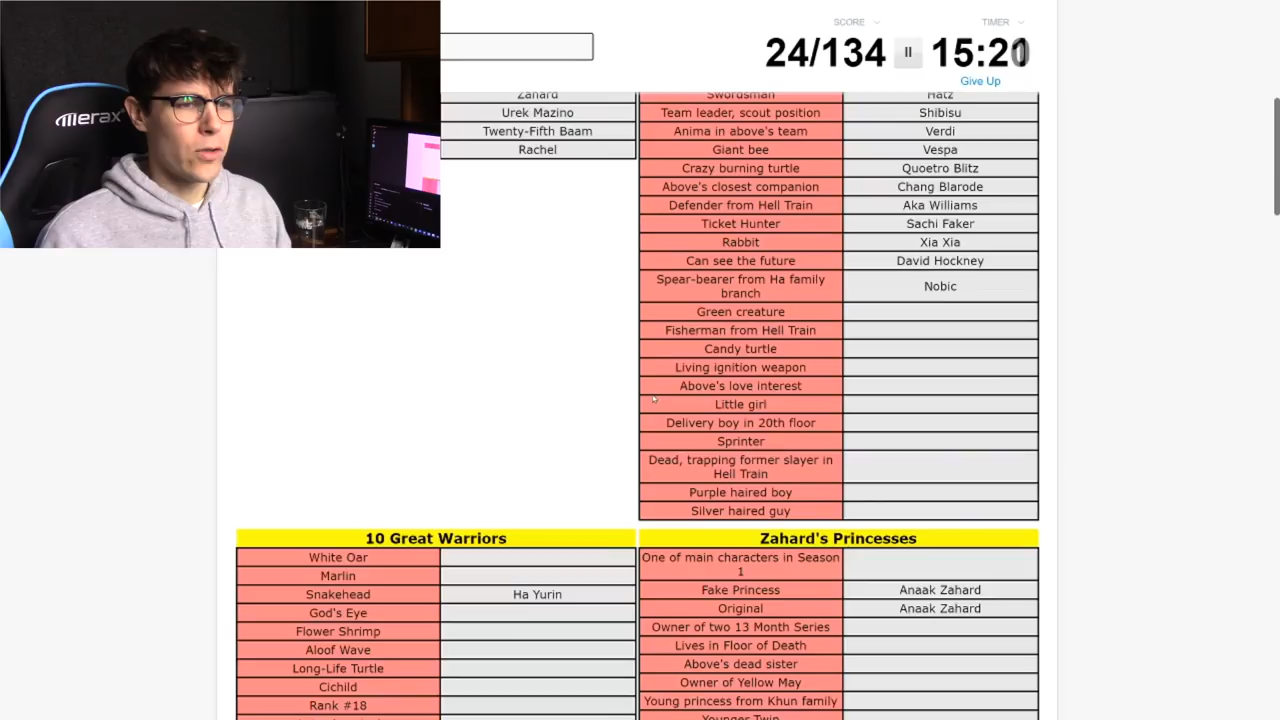 SCORE
TIMER
24/134
15:20
Give Up
merax
Zahard
Urek Mazino
Twenty-Fifth Baam
Rachel
Swordsman Hatz
Team leader, scout position Shibisu
Anima in above's team Verdi
Giant bee Vespa
Crazy burning turtle Quoetro Blitz
Above's closest companion Chang Blarode
Defender from Hell Train Aka Williams
Ticket Hunter Sachi Faker
Rabbit Xia Xia
Can see the future David Hockney
Spear-bearer from Ha family
branch Nobic
Green creature
Fisherman from Hell Train
Candy turtle
Living ignition weapon
Above's love interest
Little girl
Delivery boy in 20th floor
Sprinter
Dead, trapping former slayer in
Hell Train
Purple haired boy
Silver haired guy
10 Great Warriors
White Oar
Marlin
Snakehead Ha Yurin
God's Eye
Flower Shrimp
Aloof Wave
Long-Life Turtle
Cichild
Rank #18
Zahard's Princesses
One of main characters in Season
1
Fake Princess Anaak Zahard
Original Anaak Zahard
Owner of two 13 Month Series
Lives in Floor of Death
Above's dead sister
Owner of Yellow May
Young princess from Khun family
Younger Twin